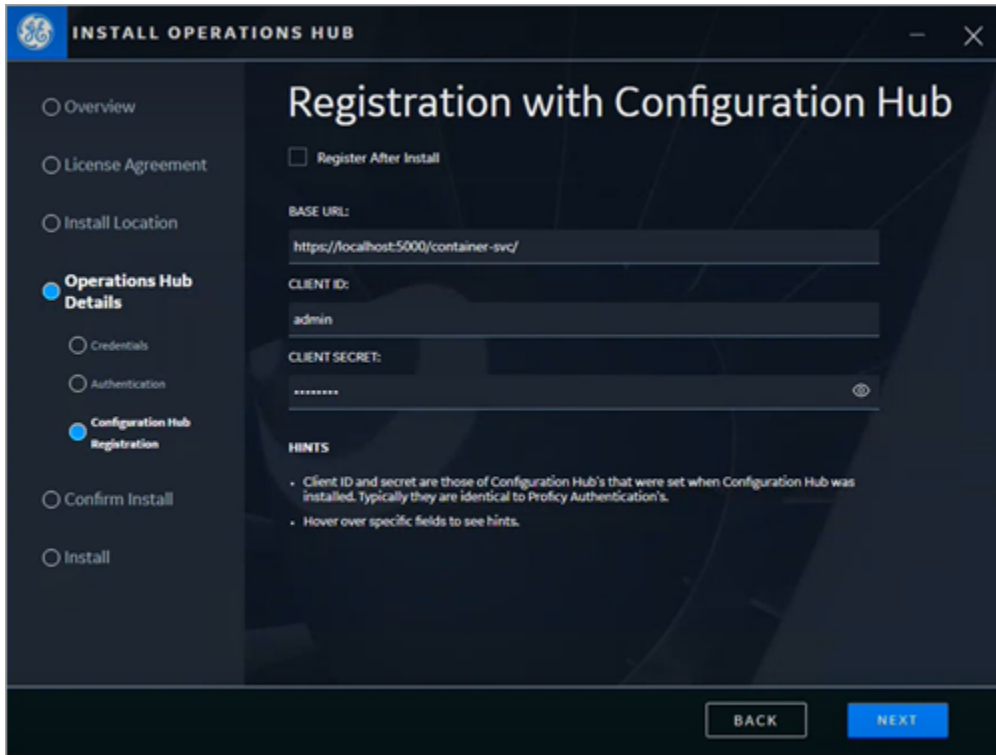 INSTALL OPERATIONS HUB
Overview
License Agreement
Install Location
Operations Hub
Details
Credentials
Authentication
Configuration Hub
Registration
Confirm Install
Install
Registration with Configuration Hub
Register After Install
BASE URL:
https://localhost:5000/container-svc/
CLIENT ID:
admin
CLIENT SECRET:
••••••••
HINTS
• Client ID and secret are those of Configuration Hub's that were set when Configuration Hub was
installed. Typically they are identical to Proficy Authentication's.
• Hover over specific fields to see hints.
BACK
NEXT